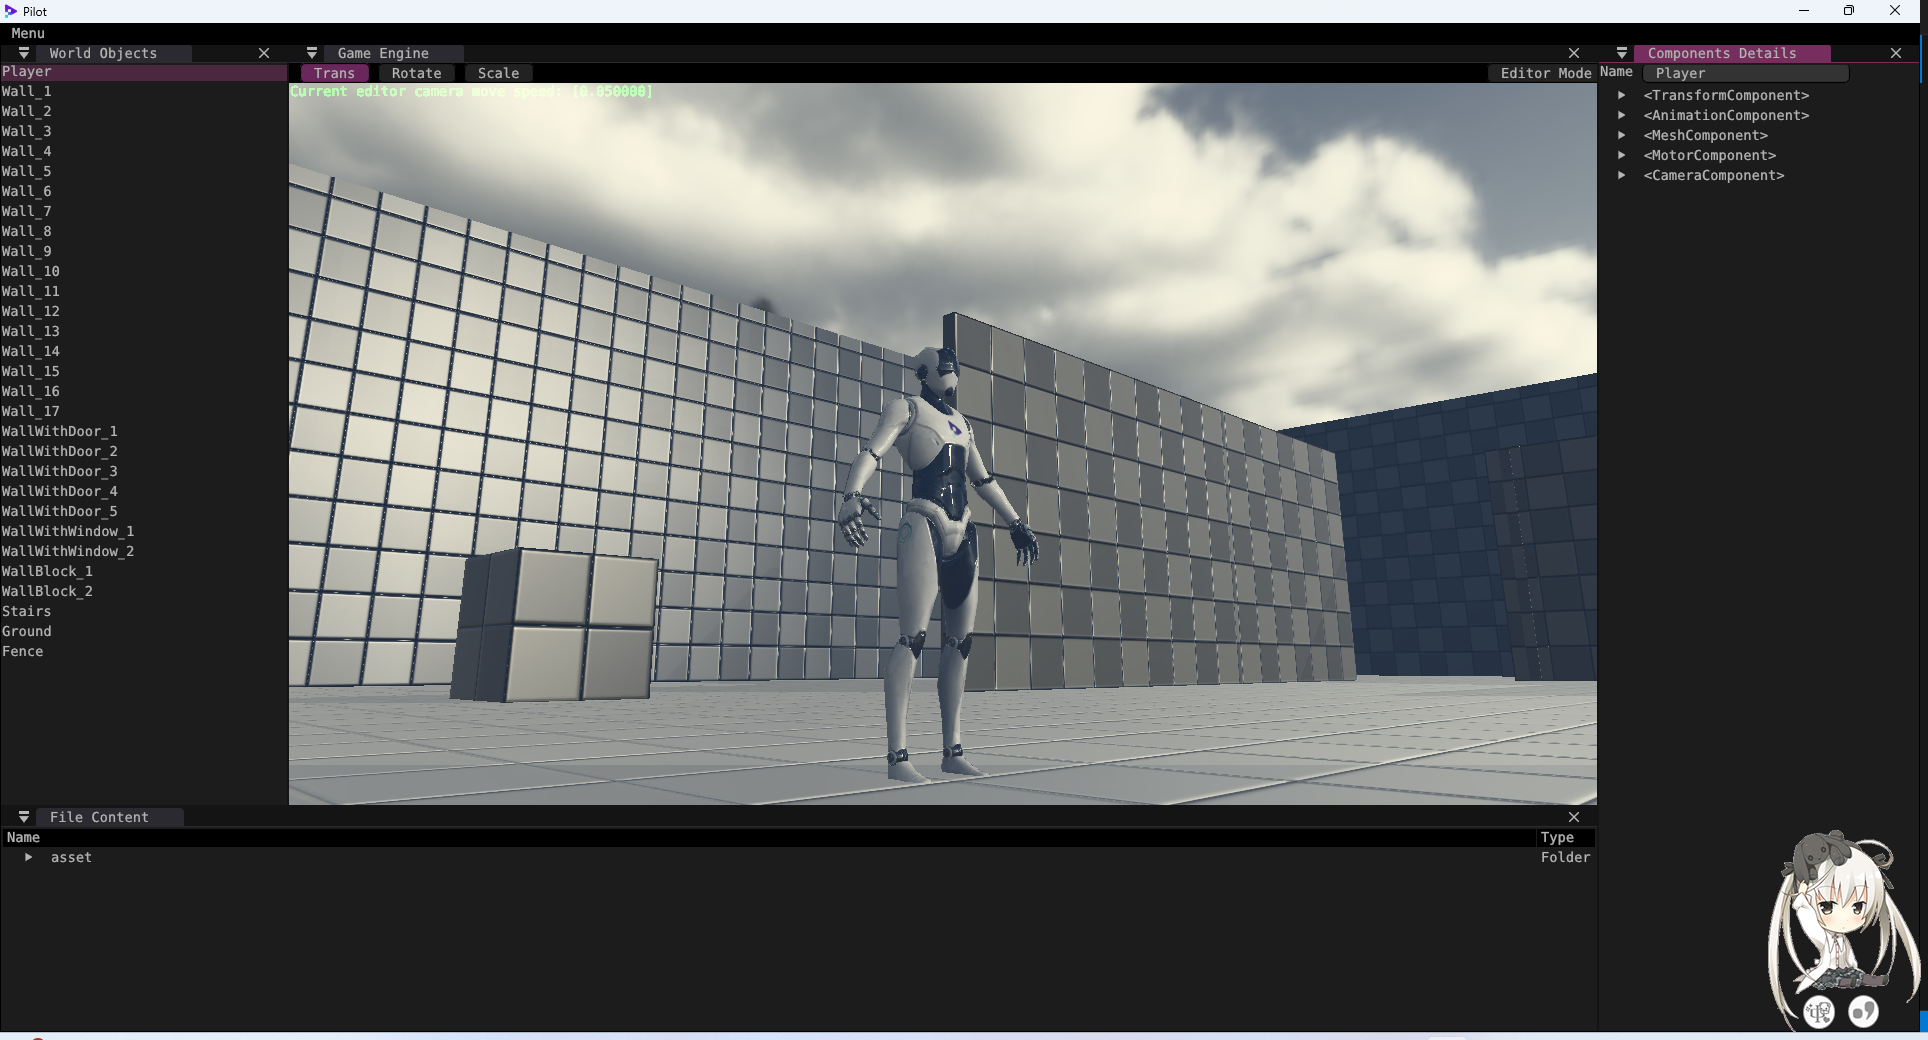 Pilot
Menu
World Objects
Game Engine
Components Details
Player
Trans Rotate Scale
Editor Mode
Name Player
Current editor camera move speed: [0.050000]
Wall_1
Wall_2
Wall_3
Wall_4
Wall_5
Wall_6
Wall_7
Wall_8
Wall_9
Wall_10
Wall_11
Wall_12
Wall_13
Wall_14
Wall_15
Wall_16
Wall_17
WallWithDoor_1
WallWithDoor_2
WallWithDoor_3
WallWithDoor_4
WallWithDoor_5
WallWithWindow_1
WallWithWindow_2
WallBlock_1
WallBlock_2
Stairs
Ground
Fence
<TransformComponent>
<AnimationComponent>
<MeshComponent>
<MotorComponent>
<CameraComponent>
File Content
Name Type
asset Folder